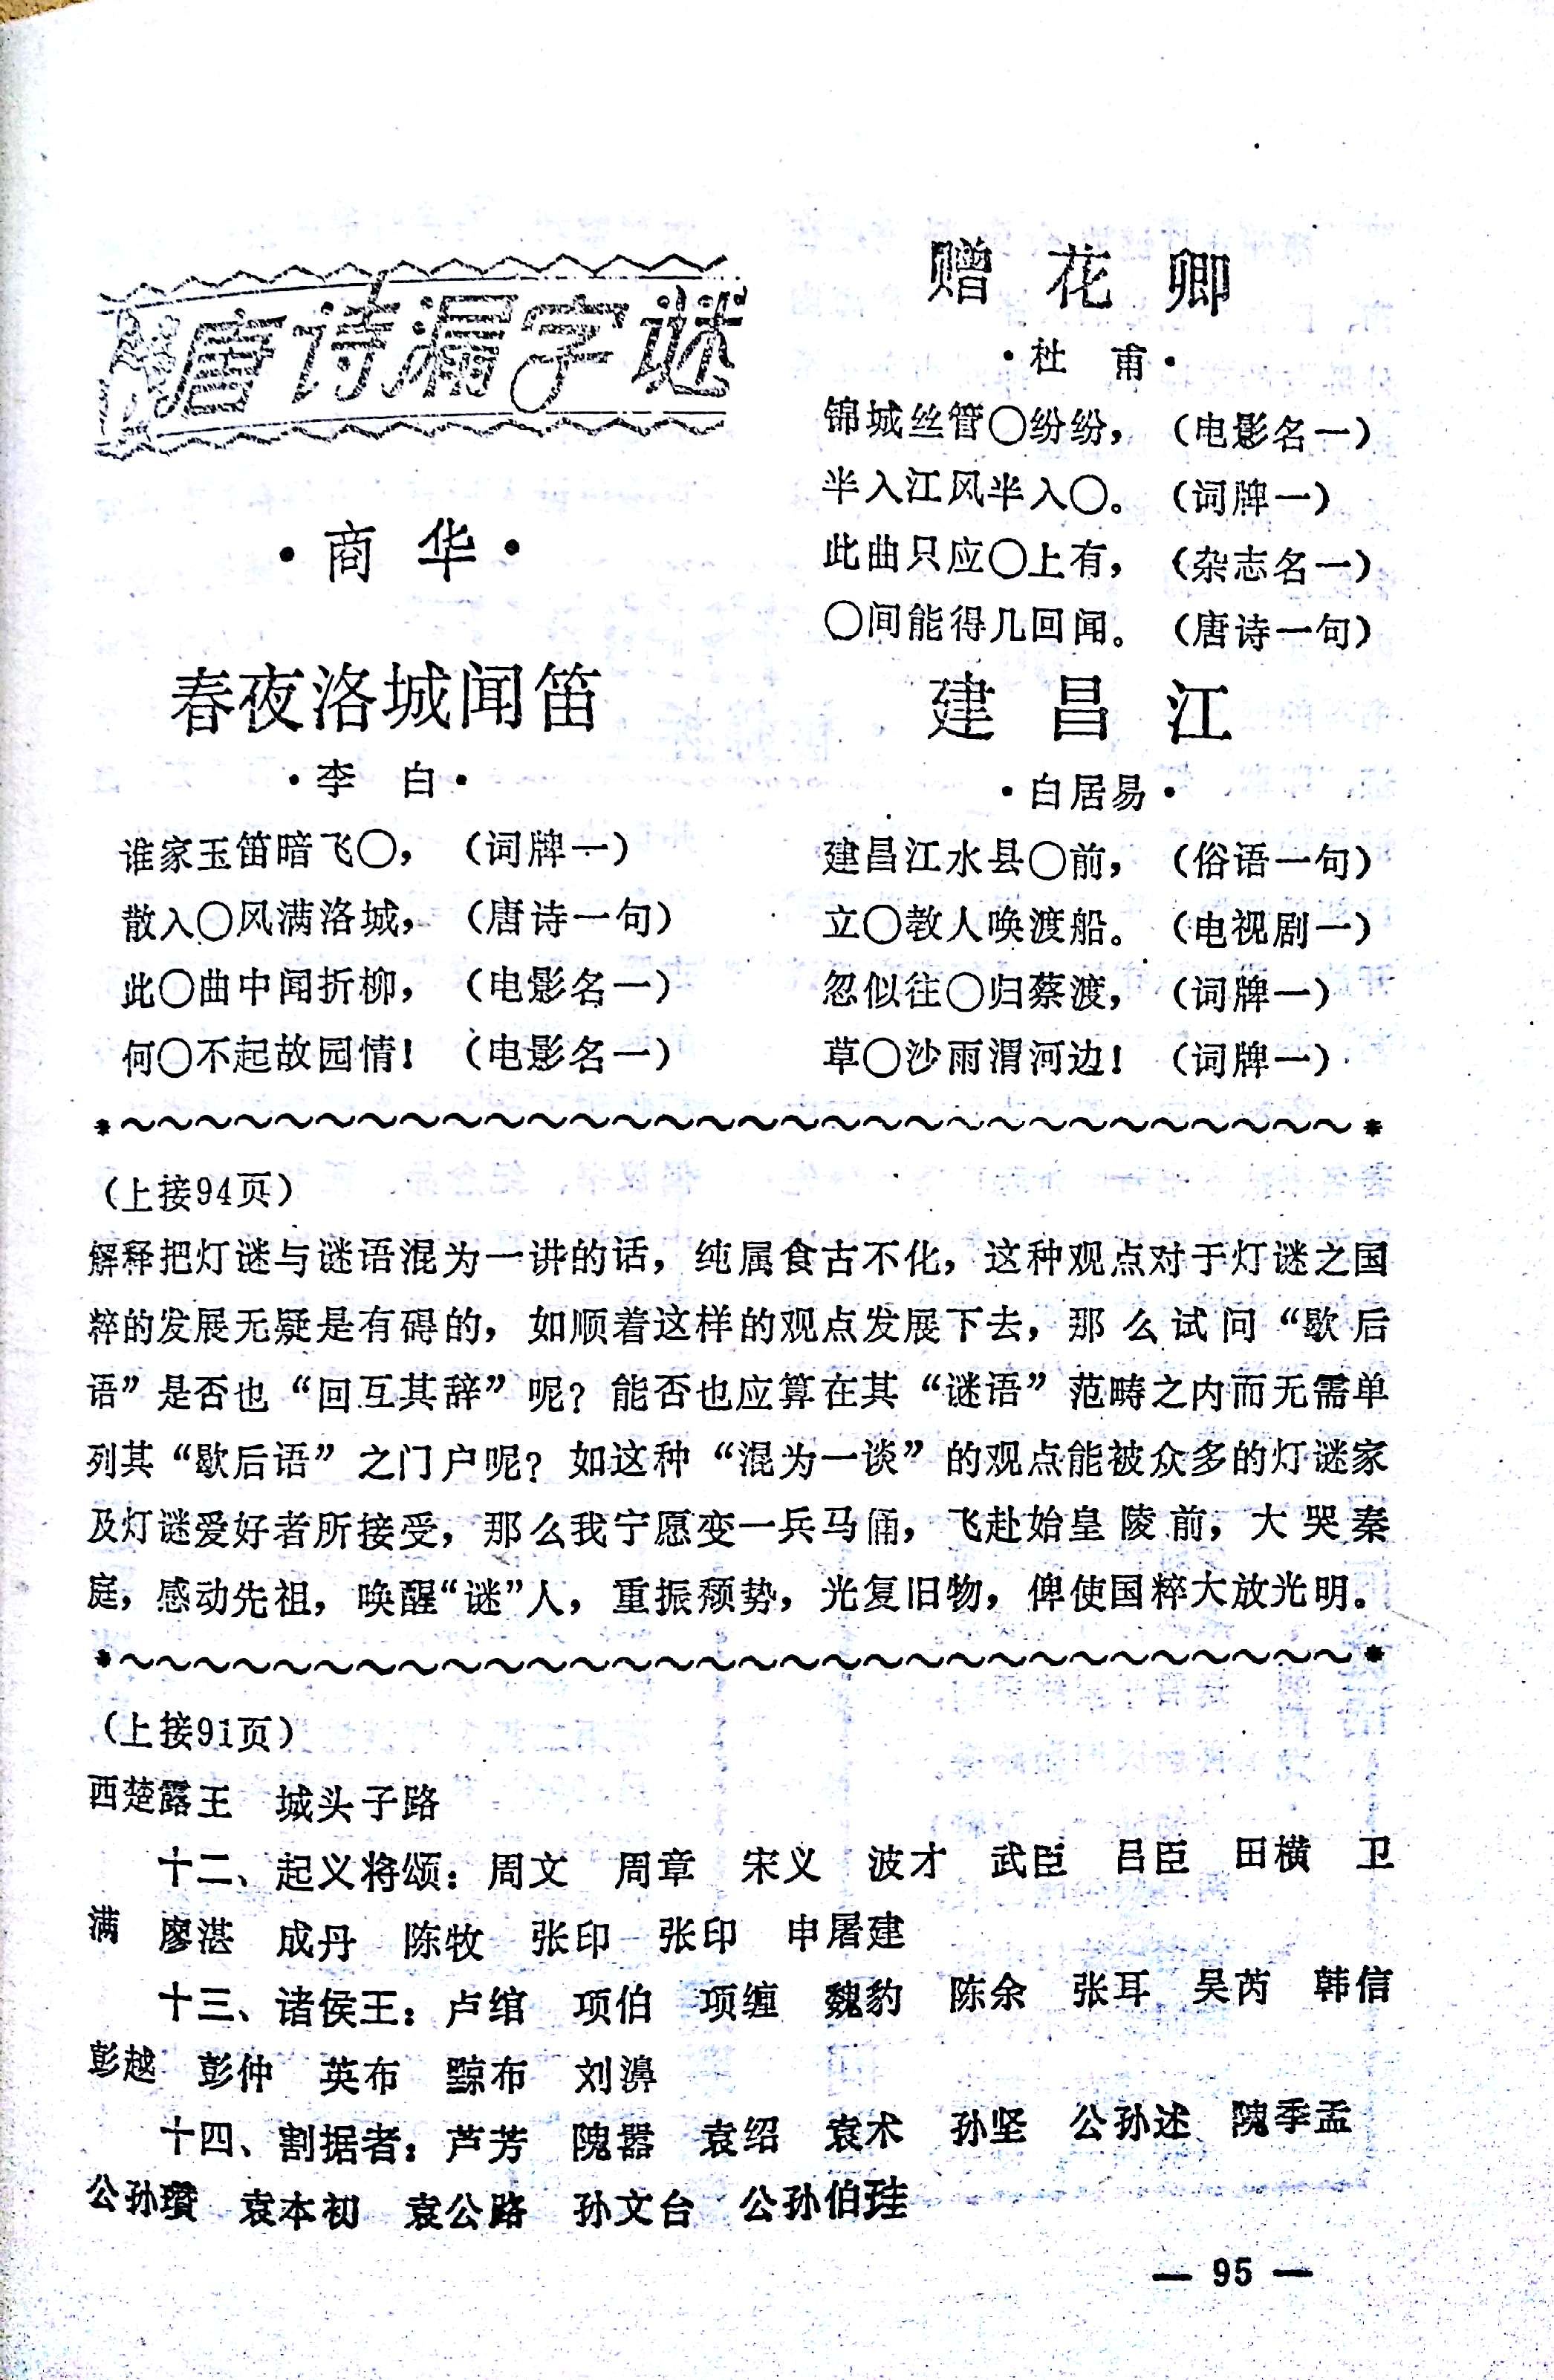 唐诗漏字谜
·商 华·
春夜洛城闻笛
·李 白·
谁家玉笛暗飞〇，（词牌一）
散入〇风满洛城，（唐诗一句）
此〇曲中闻折柳，（电影名一）
何〇不起故园情！（电影名一）
赠 花 卿
·杜 甫·
锦城丝管〇纷纷，（电影名一）
半入江风半入〇。（词牌一）
此曲只应〇上有，（杂志名一）
〇间能得几回闻。（唐诗一句）
建 昌 江
·白居易·
建昌江水县〇前，（俗语一句）
立〇教人唤渡船。（电视剧一）
忽似往〇归蔡渡，（词牌一）
草〇沙雨渭河边！（词牌一）
（上接94页）
解释把灯谜与谜语混为一讲的话，纯属食古不化，这种观点对于灯谜之国
粹的发展无疑是有碍的，如顺着这样的观点发展下去，那么试问“歇后
语”是否也“回互其辞”呢？能否也应算在其“谜语”范畴之内而无需单
列其“歇后语”之门户呢？如这种“混为一谈”的观点能被众多的灯谜家
及灯谜爱好者所接受，那么我宁愿变一兵马俑，飞赴始皇陵前，大哭秦
庭，感动先祖，唤醒“谜”人，重振颓势，光复旧物，俾使国粹大放光明。
（上接91页）
西楚露王 城头子路
十二、起义将颂：周文 周章 宋义 波才 武臣 吕臣 田横 卫
满 廖湛 成丹 陈牧 张印 张印 申屠建
十三、诸侯王：卢绾 项伯 项缠 魏豹 陈余 张耳 吴芮 韩信
彭越 彭仲 英布 黥布 刘濞
十四、割据者：芦芳 隗嚣 袁绍 袁术 孙坚 公孙述 隗季孟
公孙瓒 袁本初 袁公路 孙文台 公孙伯珪
— 95 —